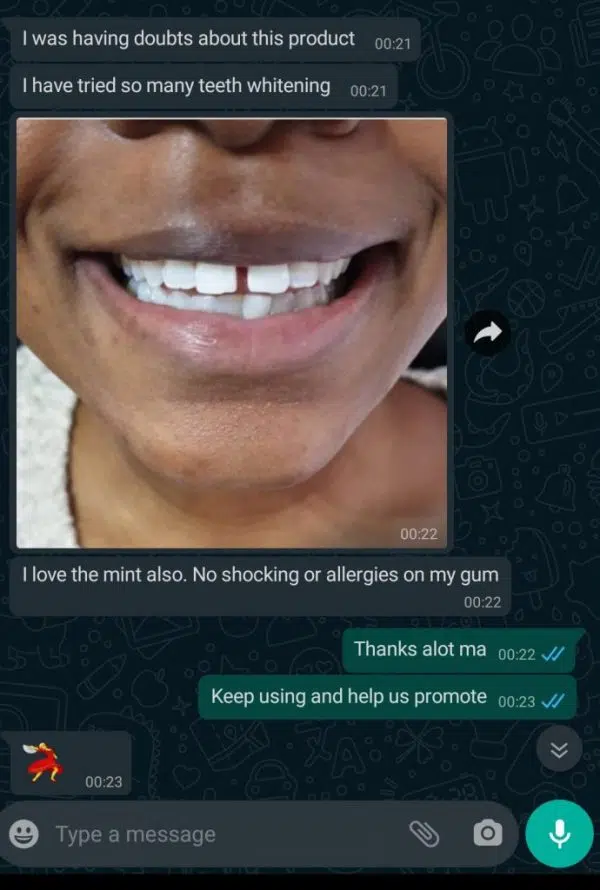 I was having doubts about this product 00:21
I have tried so many teeth whitening 00:21
00:22
I love the mint also. No shocking or allergies on my gum
00:22
Thanks alot ma 00:22
Keep using and help us promote 00:23
00:23
Type a message